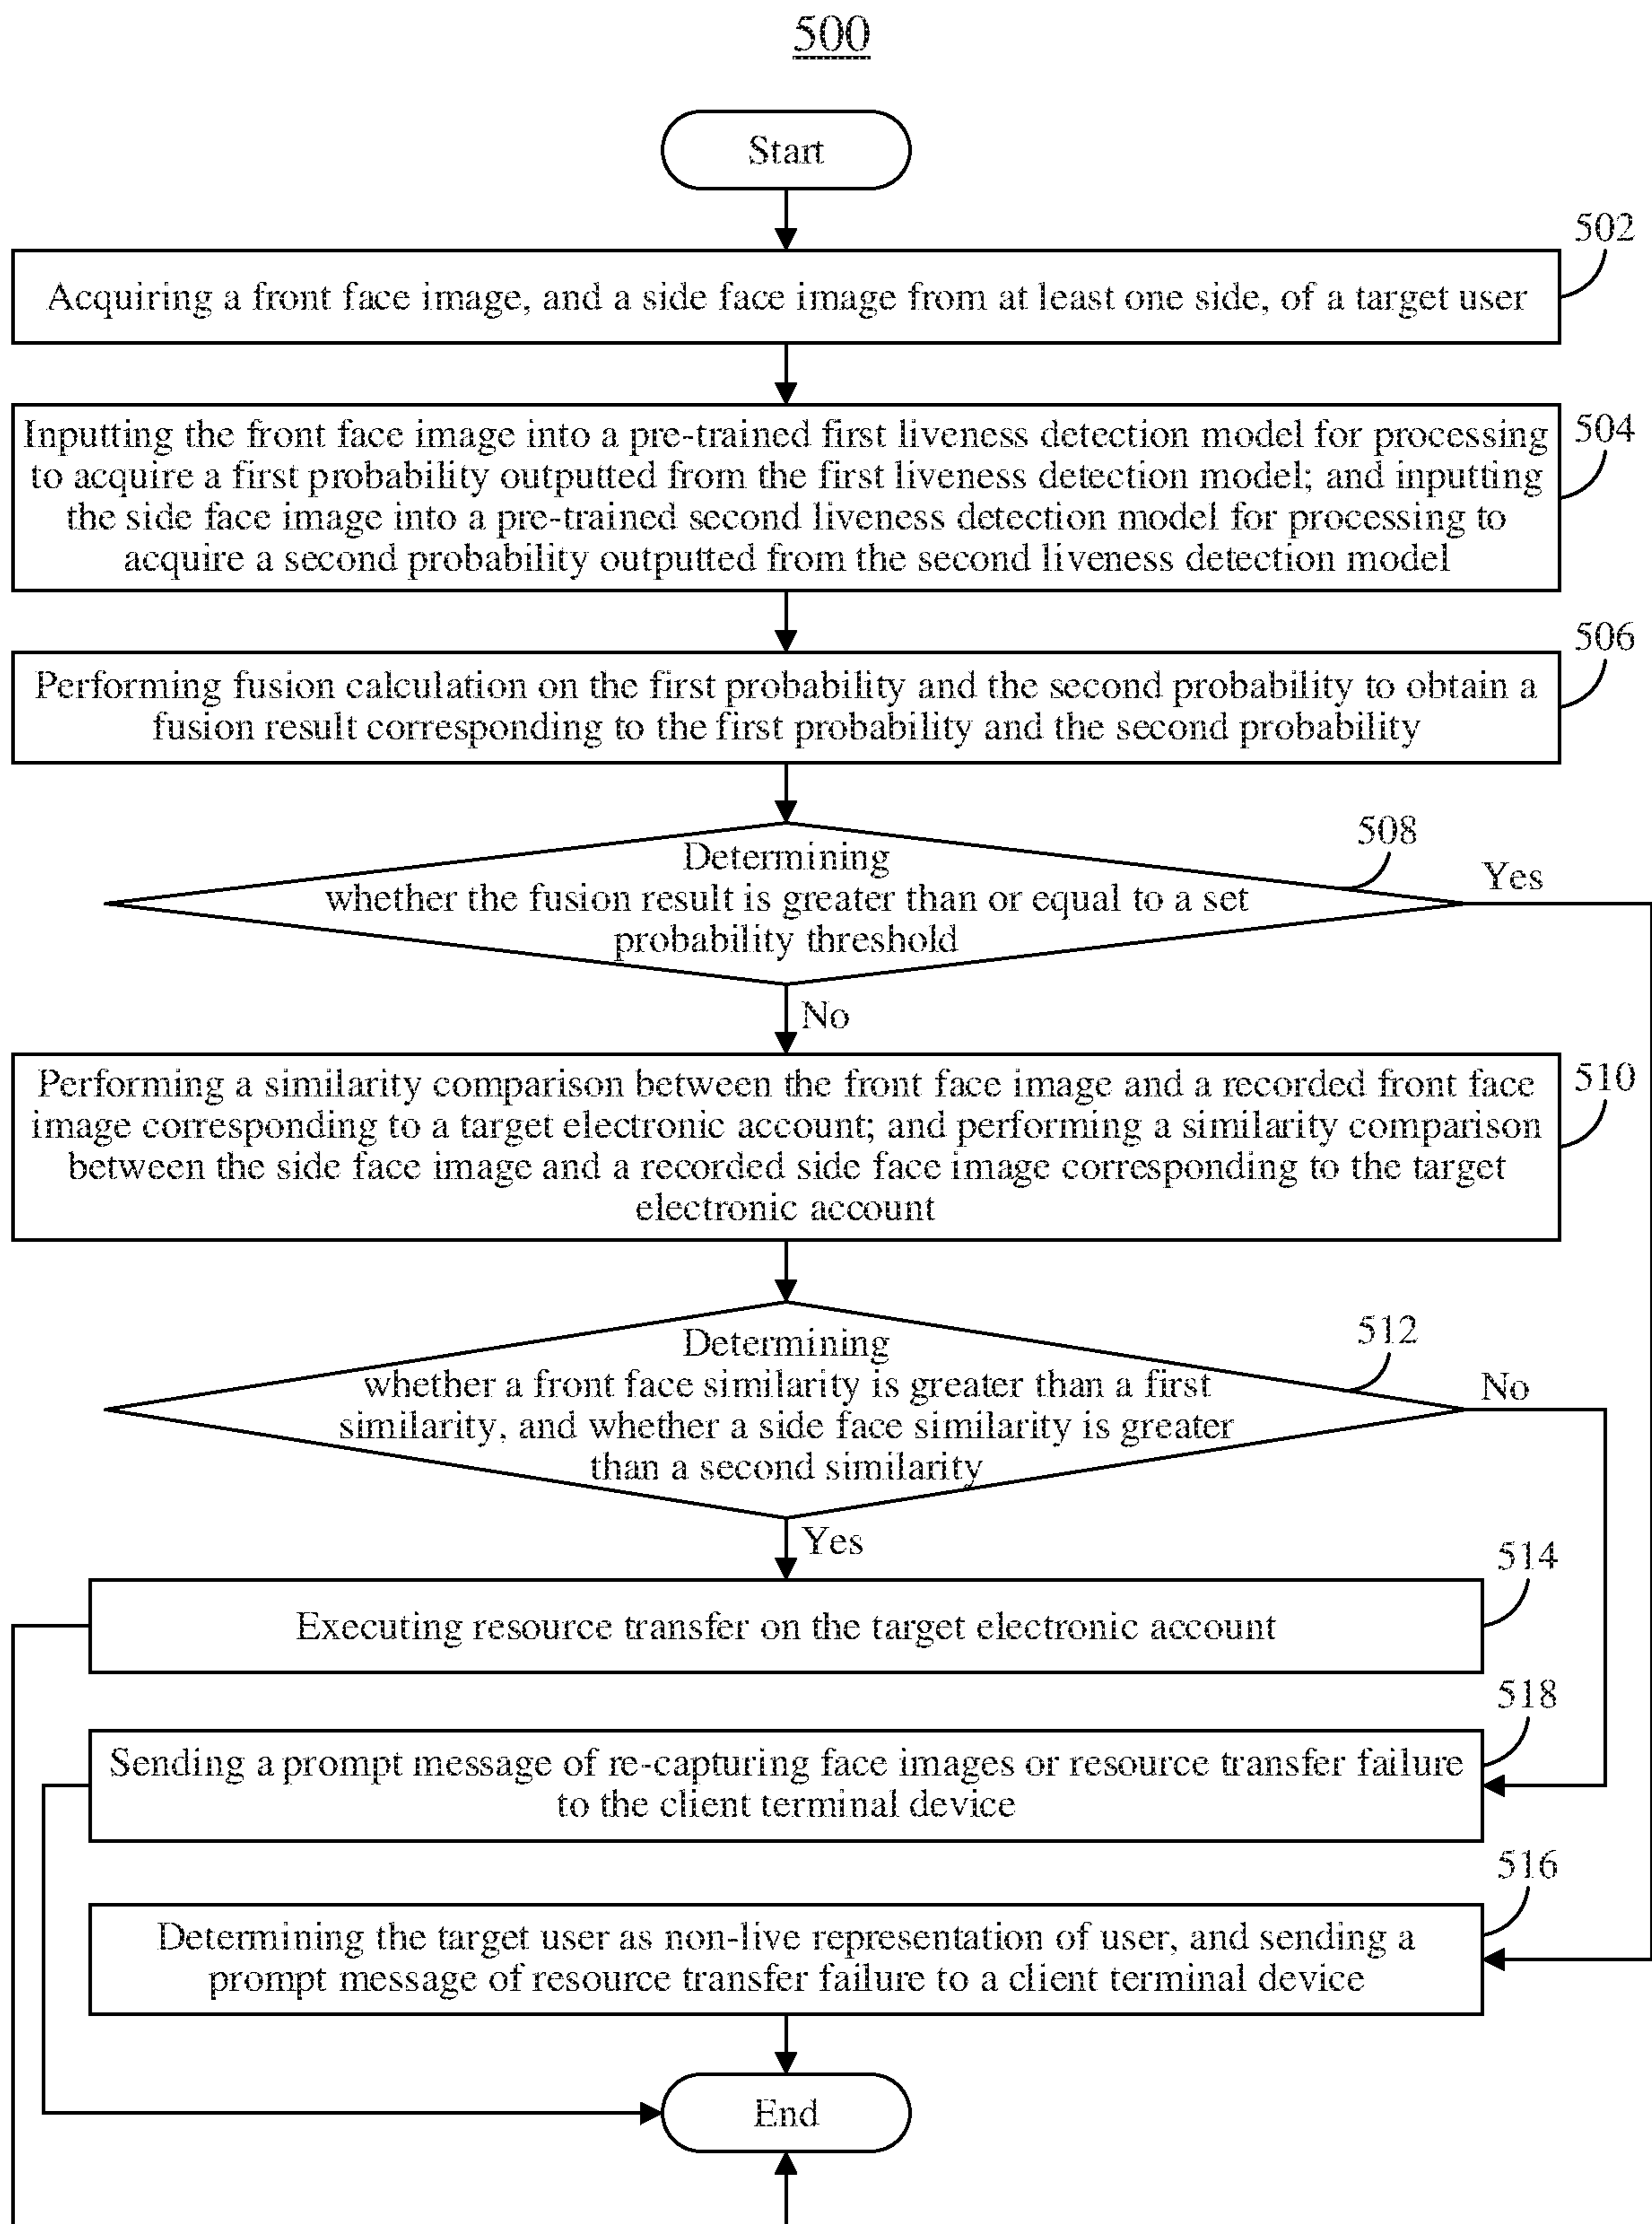 500
Start
502
Acquiring a front face image, and a side face image from at least one side, of a target user
504
Inputting the front face image into a pre-trained first liveness detection model for processing
to acquire a first probability outputted from the first liveness detection model; and inputting
the side face image into a pre-trained second liveness detection model for processing to
acquire a second probability outputted from the second liveness detection model
506
Performing fusion calculation on the first probability and the second probability to obtain a
fusion result corresponding to the first probability and the second probability
508
Determining
whether the fusion result is greater than or equal to a set
probability threshold
Yes
No
510
Performing a similarity comparison between the front face image and a recorded front face
image corresponding to a target electronic account; and performing a similarity comparison
between the side face image and a recorded side face image corresponding to the target
electronic account
512
Determining
whether a front face similarity is greater than a first
similarity, and whether a side face similarity is greater
than a second similarity
No
Yes
514
Executing resource transfer on the target electronic account
518
Sending a prompt message of re-capturing face images or resource transfer failure
to the client terminal device
516
Determining the target user as non-live representation of user, and sending a
prompt message of resource transfer failure to a client terminal device
End